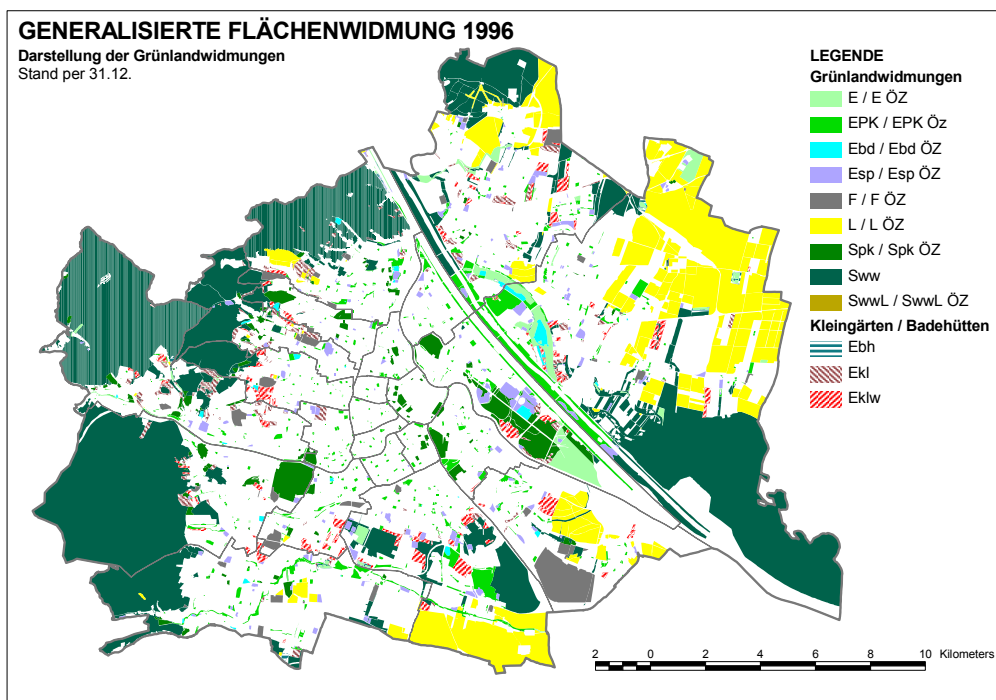 GENERALISIERTE FLÄCHENWIDMUNG 1996
Darstellung der Grünlandwidmungen
Stand per 31.12.
LEGENDE
Grünlandwidmungen
E / E ÖZ
EPK / EPK Öz
Ebd / Ebd ÖZ
Esp / Esp ÖZ
F / F ÖZ
L / L ÖZ
Spk / Spk ÖZ
Sww
SwwL / SwwL ÖZ
Kleingärten / Badehütten
Ebh
Ekl
Eklw
2 0 2 4 6 8 10 Kilometers